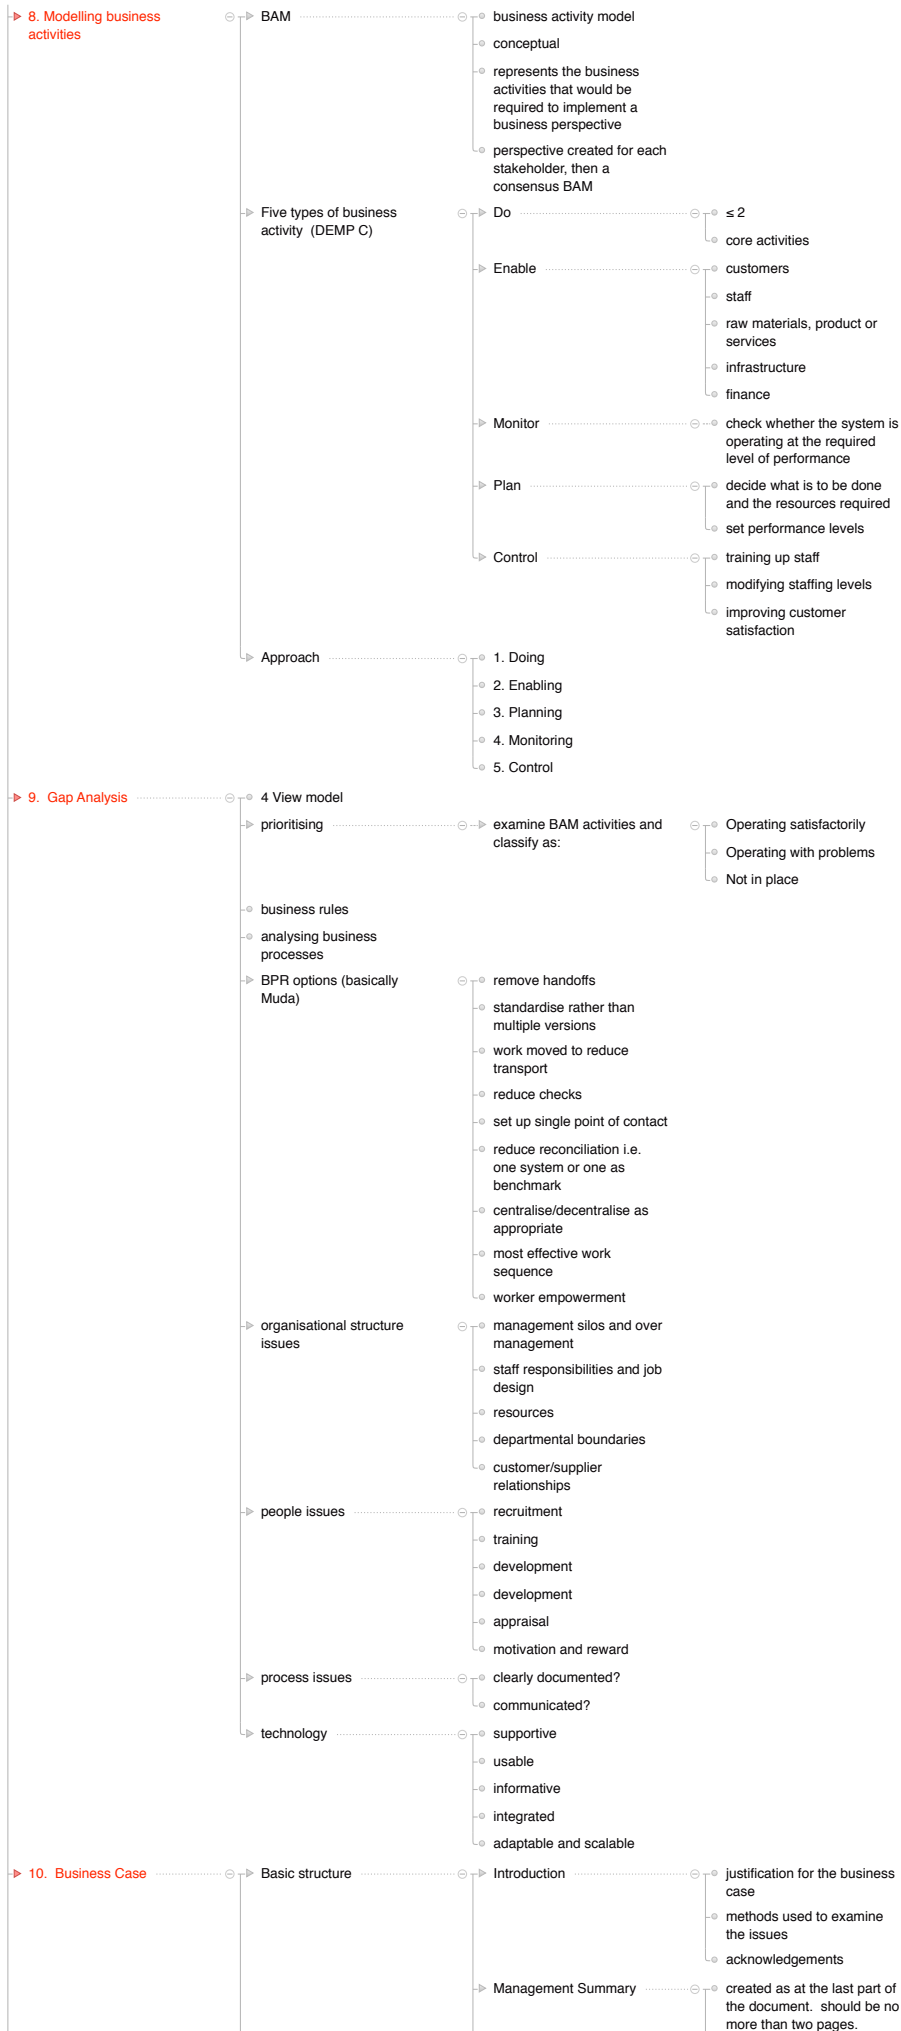 8. Modelling business
activities
BAM
business activity model
conceptual
represents the business
activities that would be
required to implement a
business perspective
perspective created for each
stakeholder, then a
consensus BAM
Five types of business
activity  (DEMP C)
Do
≤ 2
core activities
Enable
customers
staff
raw materials, product or
services
infrastructure
finance
Monitor
check whether the system is
operating at the required
level of performance
Plan
decide what is to be done
and the resources required
set performance levels
Control
training up staff
modifying staffing levels
improving customer
satisfaction
Approach
1. Doing
2. Enabling
3. Planning
4. Monitoring
5. Control
9.  Gap Analysis
4 View model
prioritising
examine BAM activities and
classify as:
Operating satisfactorily
Operating with problems
Not in place
business rules
analysing business
processes
BPR options (basically
Muda)
remove handoffs
standardise rather than
multiple versions
work moved to reduce
transport
reduce checks
set up single point of contact
reduce reconciliation i.e.
one system or one as
benchmark
centralise/decentralise as
appropriate
most effective work
sequence
worker empowerment
organisational structure
issues
management silos and over
management
staff responsibilities and job
design
resources
departmental boundaries
customer/supplier
relationships
people issues
recruitment
training
development
development
appraisal
motivation and reward
process issues
clearly documented?
communicated?
technology
supportive
usable
informative
integrated
adaptable and scalable
10.  Business Case
Basic structure
Introduction
justification for the business
case
methods used to examine
the issues
acknowledgements
Management Summary
created as at the last part of
the document.  should be no
more than two pages.